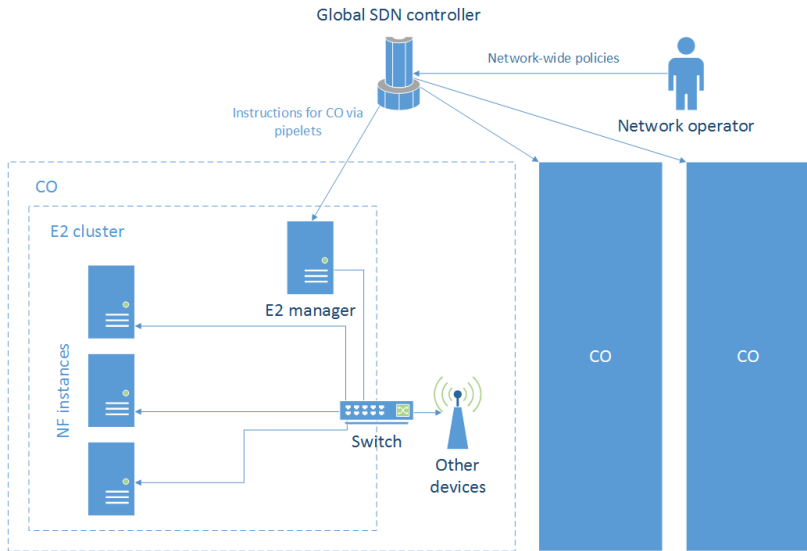 Global SDN controller
Network-wide policies
Instructions for CO via
pipelets
Network operator
CO
E2 cluster
E2 manager
NF instances
Switch
Other
devices
CO
CO